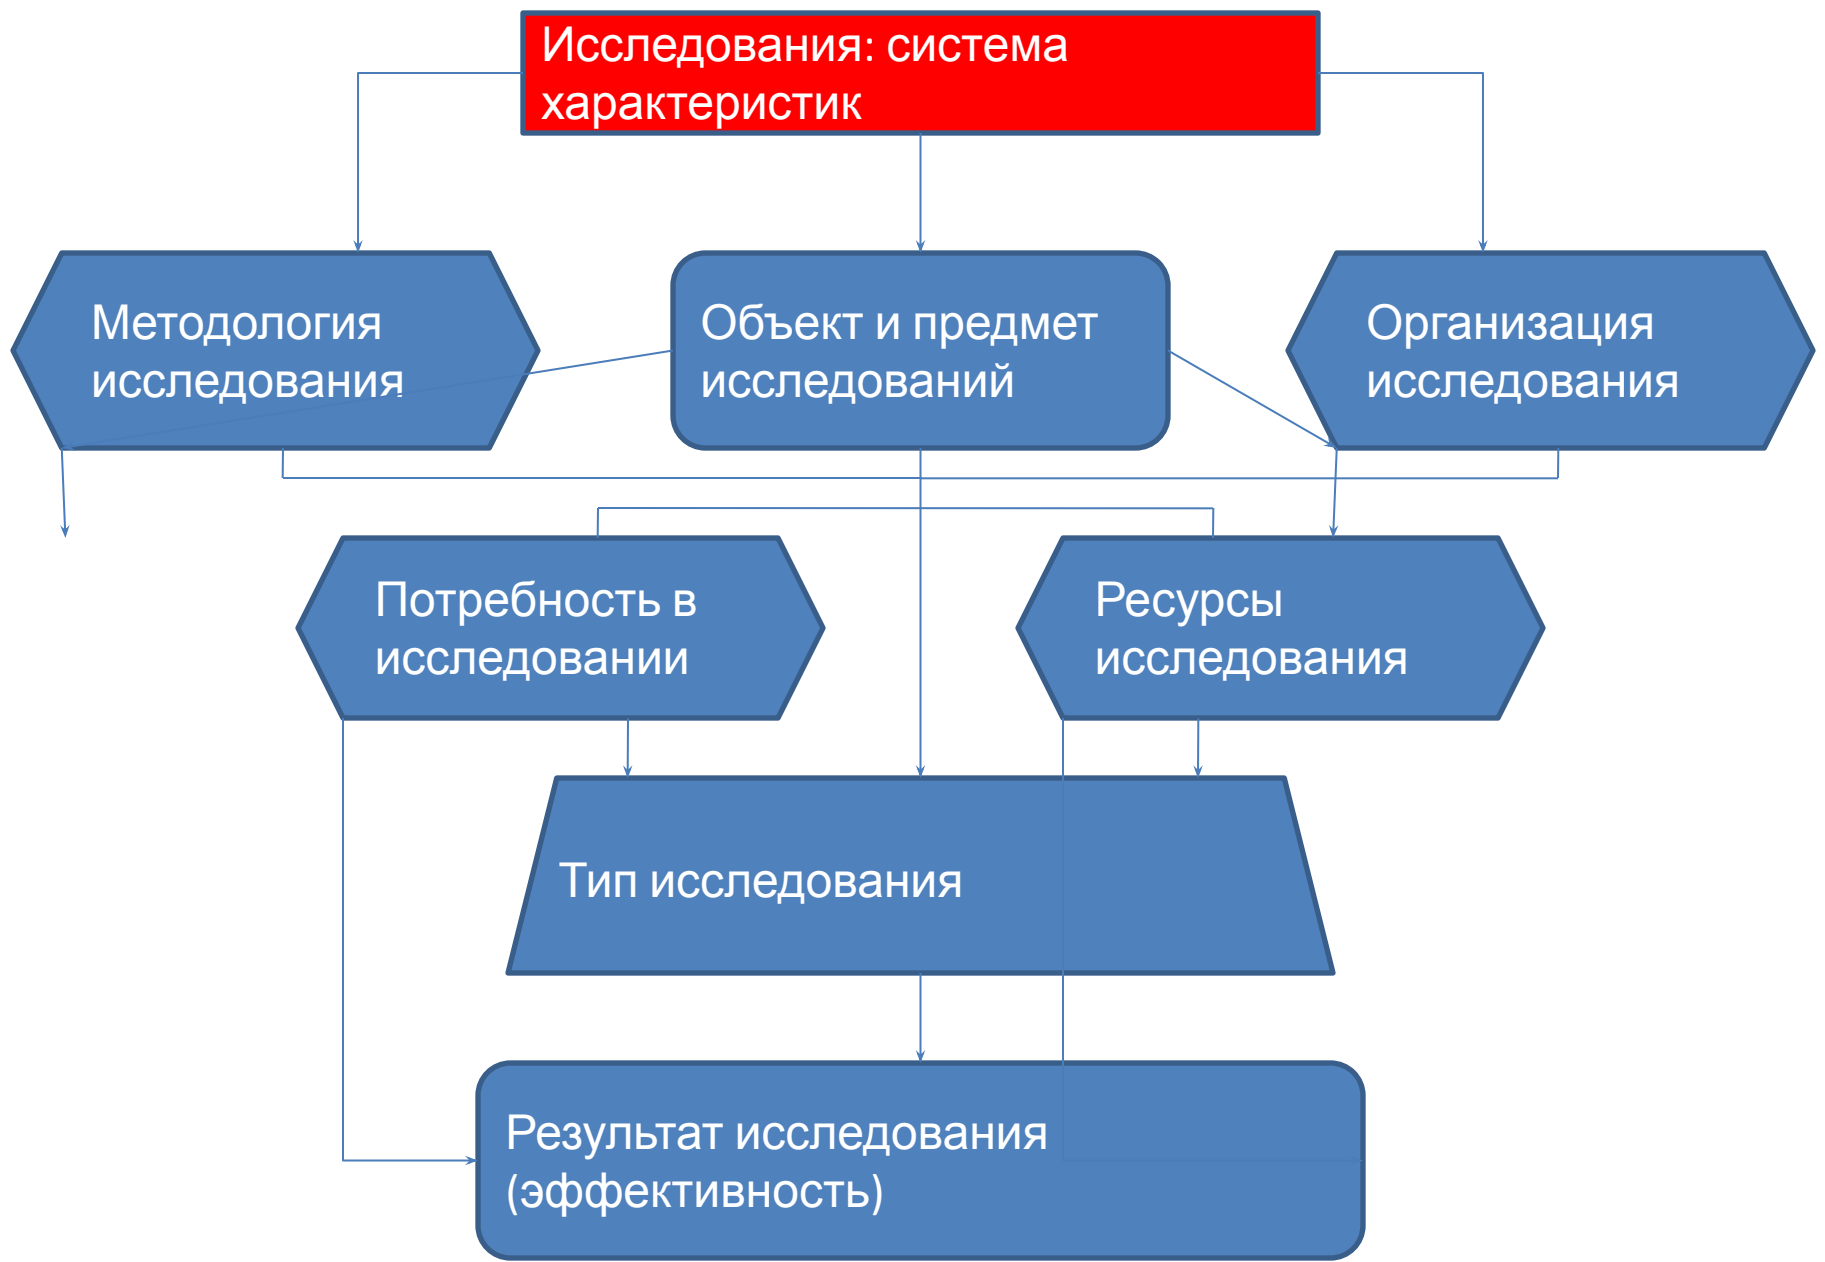 Исследования: система
характеристик
Методология
исследования
Объект и предмет
исследований
Организация
исследования
Потребность в
исследовании
Ресурсы
исследования
Тип исследования
Результат исследования
(эффективность)